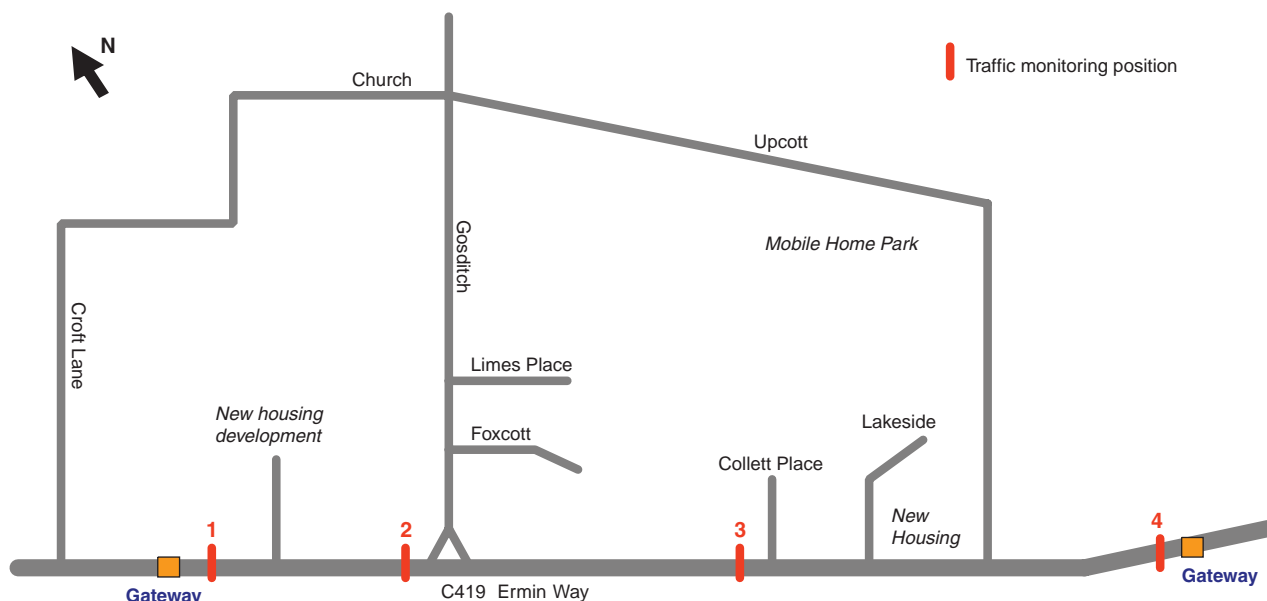 N
Church
Traffic monitoring position
Upcott
Gosditch
Mobile Home Park
Croft Lane
Limes Place
New housing
development
Foxcott
Lakeside
Collett Place
New
Housing
1
2
3
4
Gateway
C419 Ermin Way
Gateway